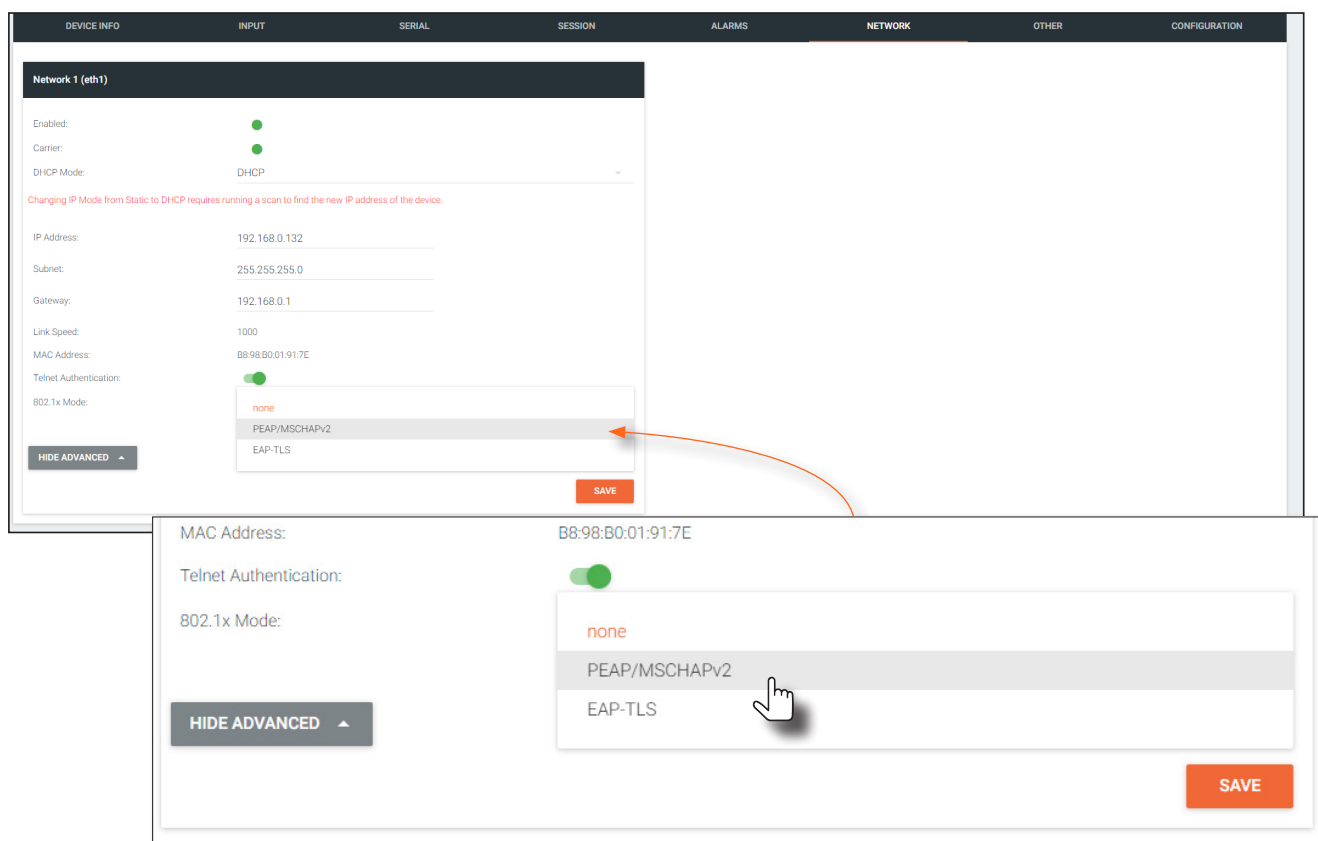 DEVICE INFO INPUT SERIAL SESSION ALARMS NETWORK OTHER CONFIGURATION
Network 1 (eth1)
Enabled:
Carrier:
DHCP Mode: DHCP
Changing IP Mode from Static to DHCP requires running a scan to find the new IP address of the device.
IP Address: 192.168.0.132
Subnet: 255.255.255.0
Gateway: 192.168.0.1
Link Speed: 1000
MAC Address: B8:98:B0:01:91:7E
Telnet Authentication:
802.1x Mode:
none
PEAP/MSCHAPv2
EAP-TLS
HIDE ADVANCED
SAVE
MAC Address: B8:98:B0:01:91:7E
Telnet Authentication:
802.1x Mode:
none
PEAP/MSCHAPv2
EAP-TLS
HIDE ADVANCED
SAVE